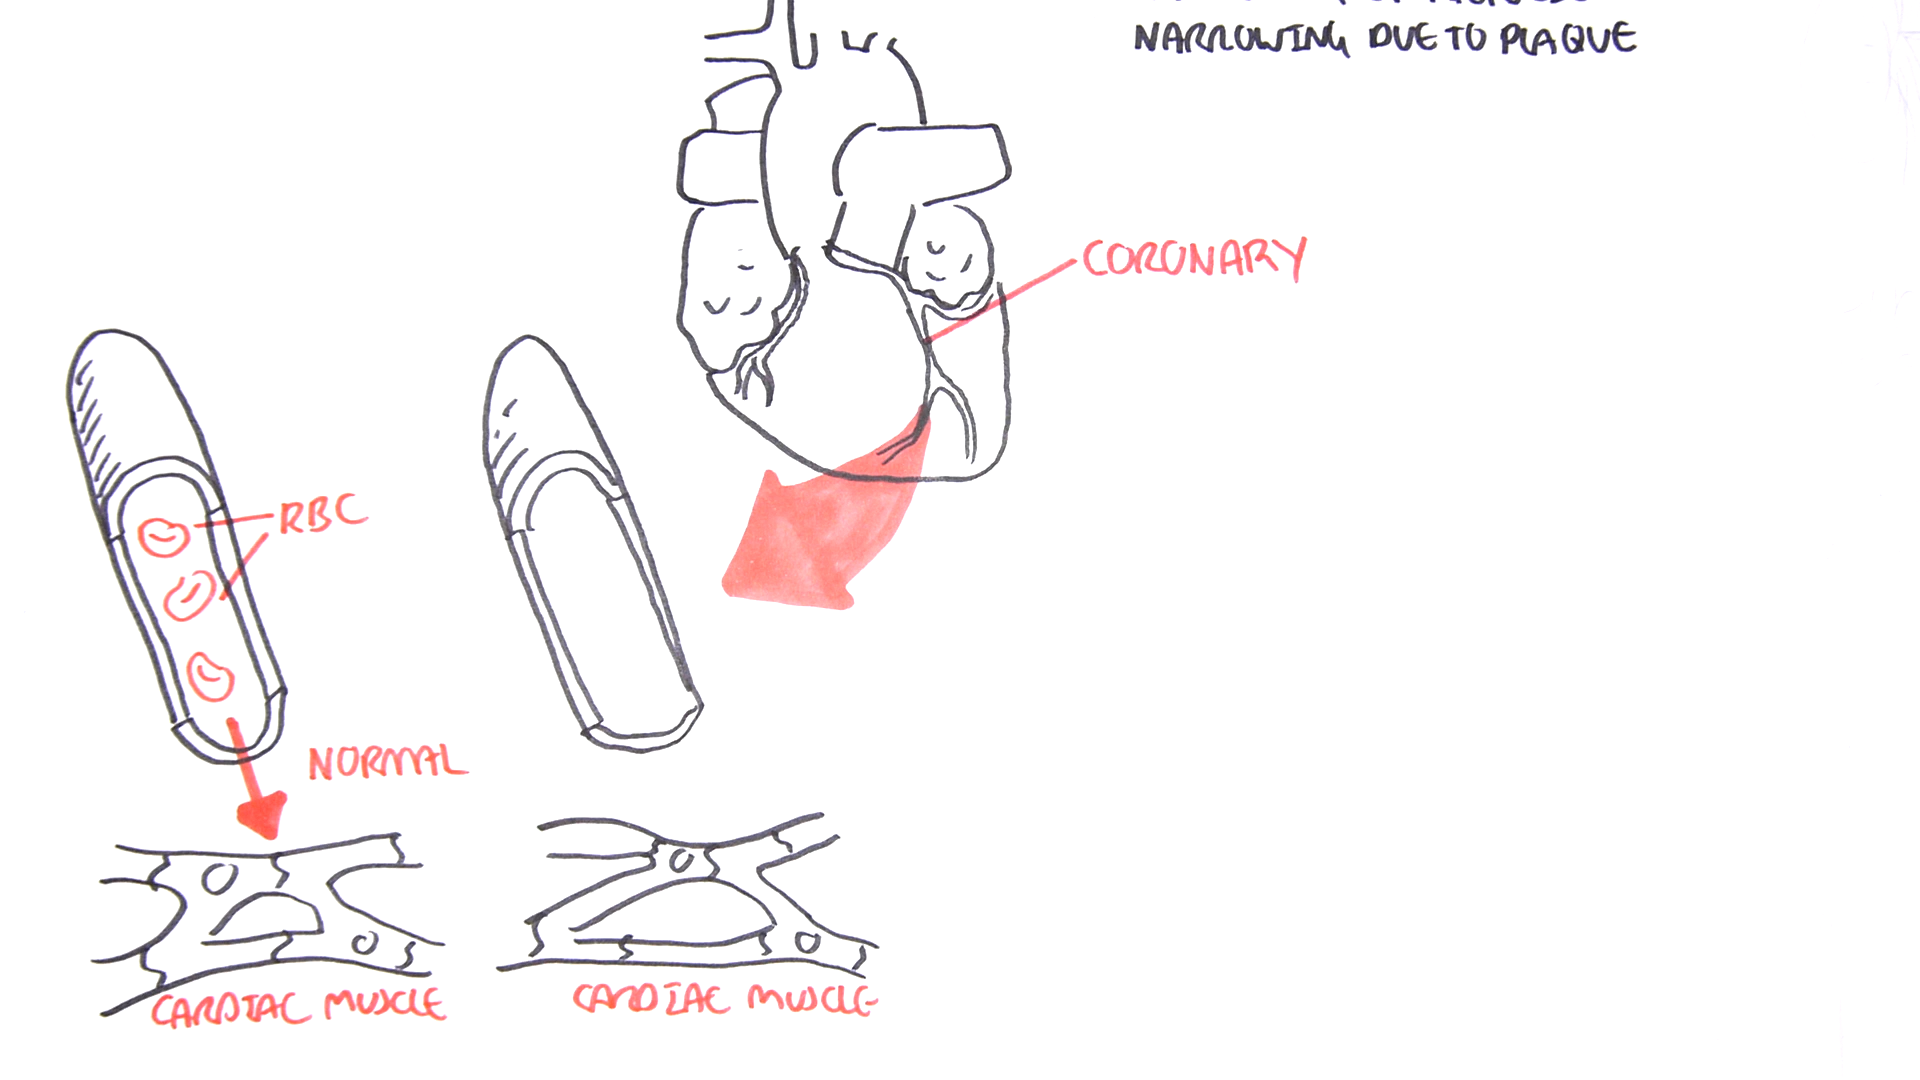 NARROWING DUE TO PLAQUE
CORONARY
RBC
NORMAL
CARDIAC MUSCLE
CARDIAC MUSCLE